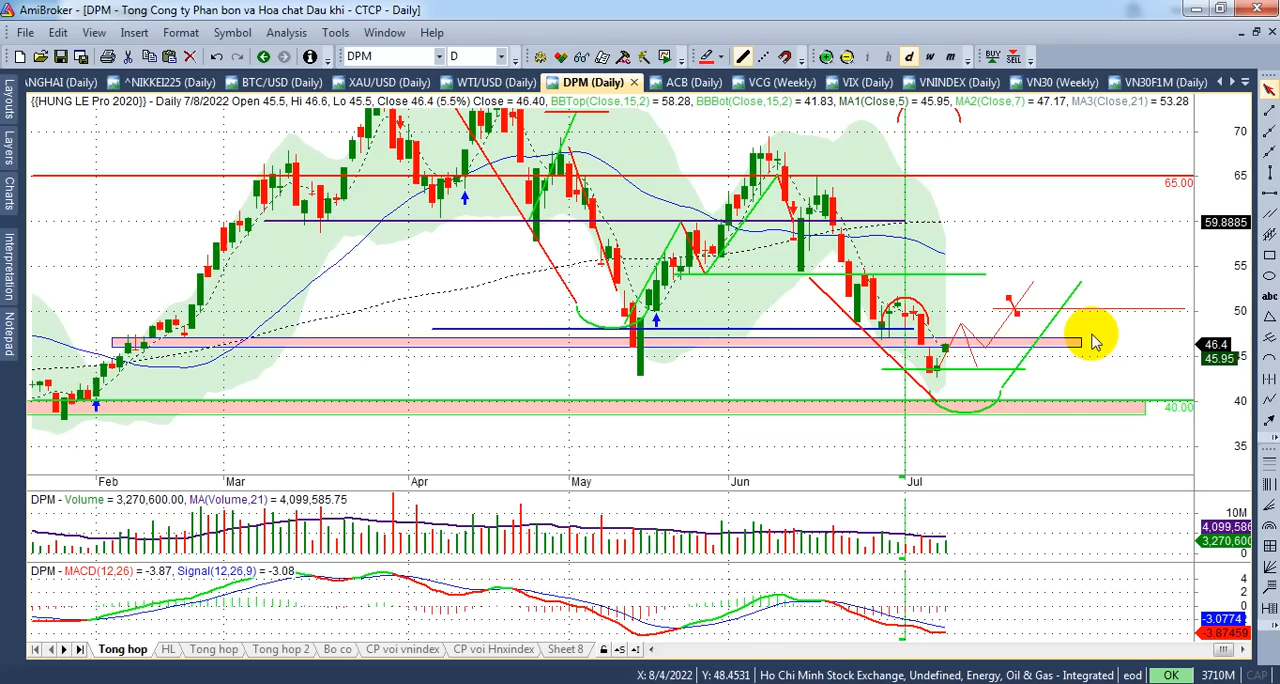 AmiBroker - [DPM - Tong Cong ty Phan bon va Hoa chat Dau khi - CTCP - Daily]
File Edit View Insert Format Symbol Analysis Tools Window Help
DPM D i h d w m BUY SELL
^NGHAI (Daily) ^NIKKEI225 (Daily) BTC/USD (Daily) XAU/USD (Daily) WTI/USD (Daily) DPM (Daily) ACB (Daily) VCG (Weekly) VIX (Daily) VNINDEX (Daily) VN30 (Weekly) VN30F1M (Daily)
Layouts
Layers
Charts
Interpretation
Notepad
{{HUNG LE Pro 2020}} - Daily 7/8/2022 Open 45.5, Hi 46.6, Lo 45.5, Close 46.4 (5.5%) Close = 46.40, BBTop(Close,15,2) = 58.28, BBBot(Close,15,2) = 41.83, MA1(Close,5) = 45.95, MA2(Close,7) = 47.17, MA3(Close,21) = 53.28
70
65.00 65
59.8885
55
50
46.4
45.95
45
40.00 40
35
Feb Mar Apr May Jun Jul
DPM - Volume = 3,270,600.00, MA(Volume,21) = 4,099,585.75
10M
4,099,586
3,270,600
0
DPM - MACD(12,26) = -3.87, Signal(12,26,9) = -3.08
4
2
0
-3.0774
-3.87459
Tong hop HL Tong hop Tong hop 2 Bo co CP voi vnindex CP voi Hnxindex Sheet 8
X: 8/4/2022 Y: 48.4531 Ho Chi Minh Stock Exchange, Undefined, Energy, Oil & Gas - Integrated eod OK 3710M CAP
abc